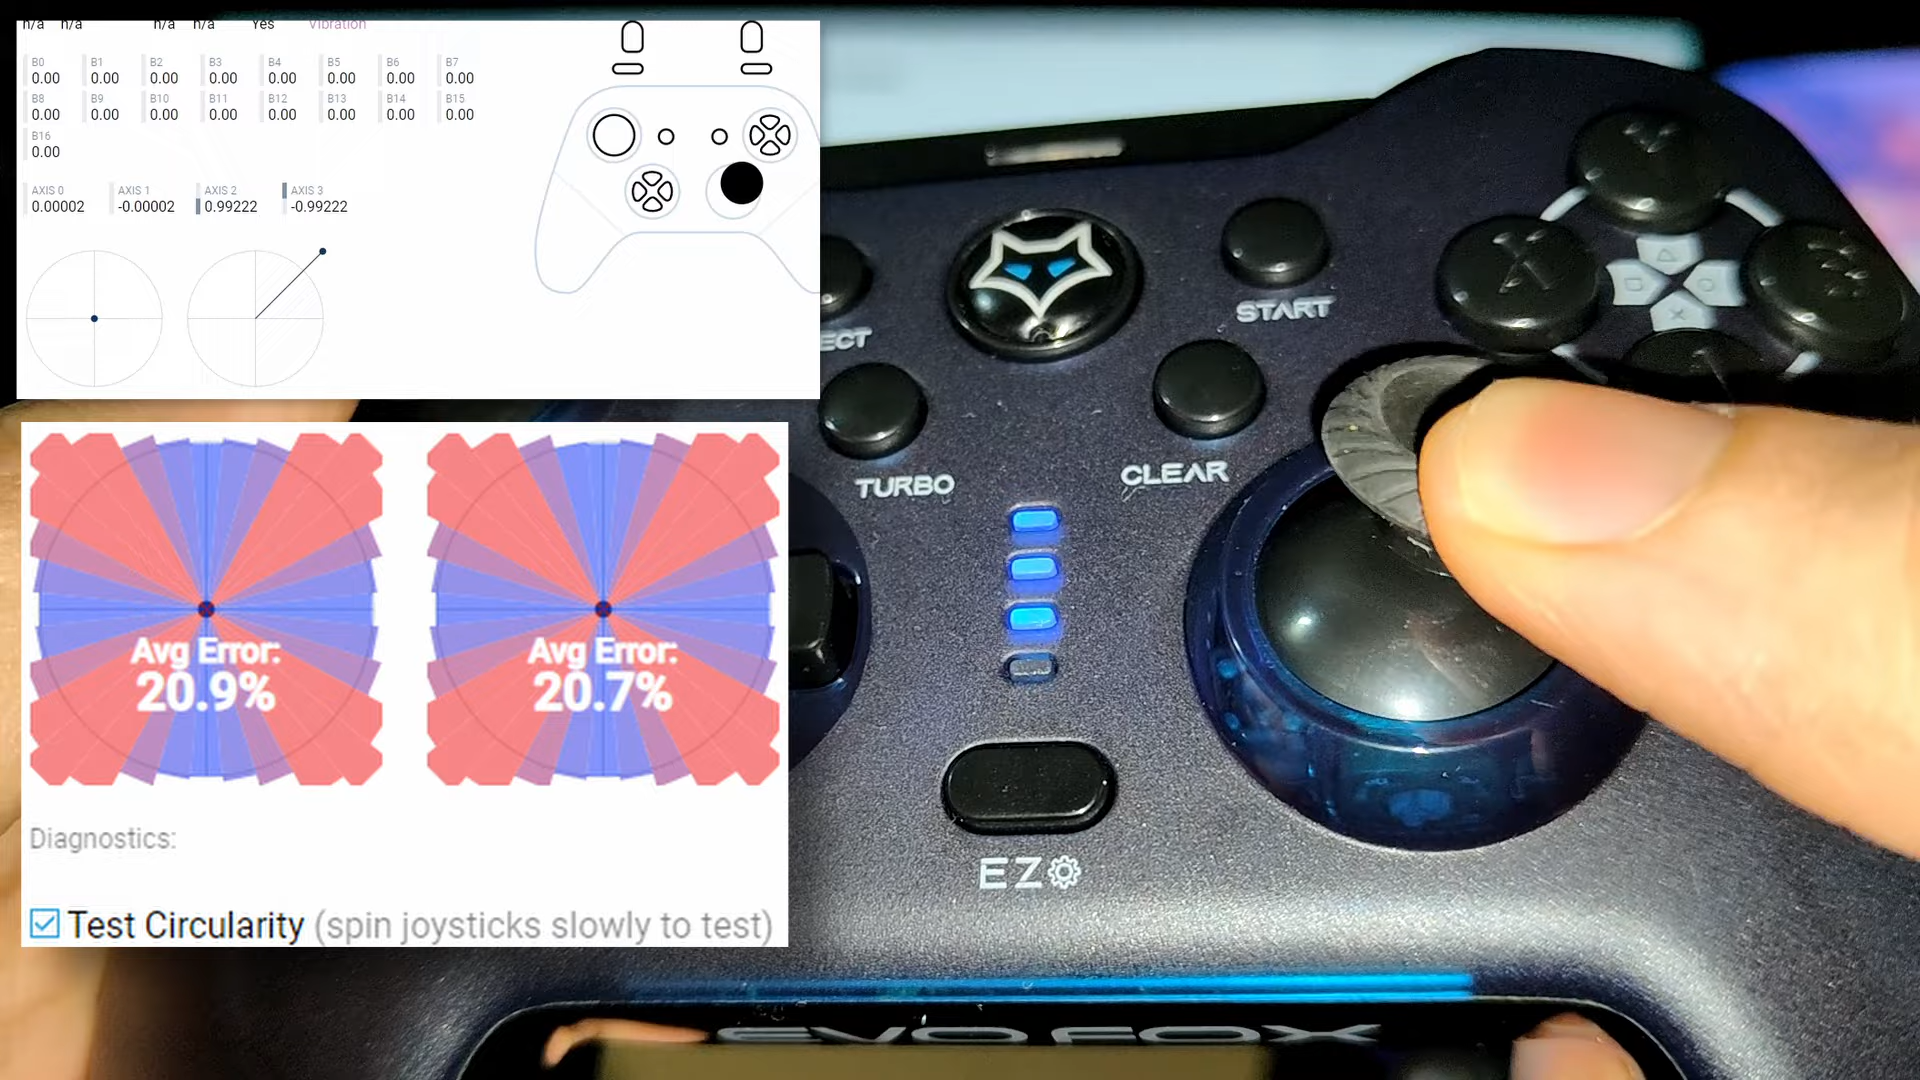 n/a n/a n/a n/a Yes Vibration
B0 B1 B2 B3 B4 B5 B6 B7
0.00 0.00 0.00 0.00 0.00 0.00 0.00 0.00
B8 B9 B10 B11 B12 B13 B14 B15
0.00 0.00 0.00 0.00 0.00 0.00 0.00 0.00
B16
0.00
AXIS 0 AXIS 1 AXIS 2 AXIS 3
0.00002 -0.00002 0.99222 -0.99222
Avg Error:
20.9%
Avg Error:
20.7%
Diagnostics:
Test Circularity (spin joysticks slowly to test)
ECT
START
TURBO
CLEAR
X
EZ
EVO FOX